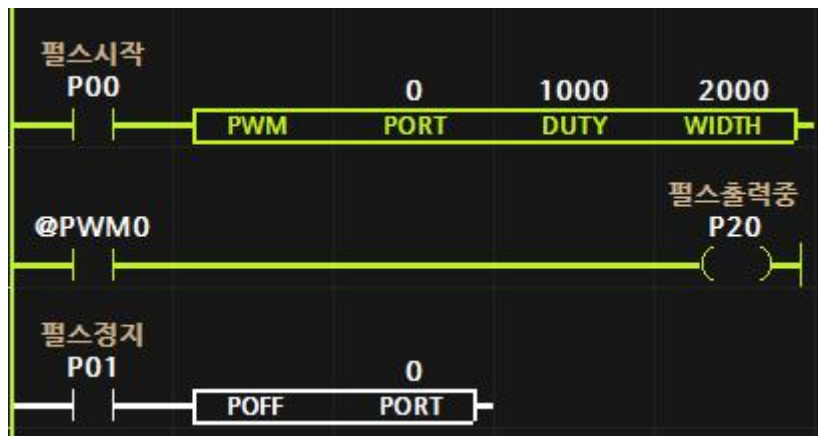 펄스시작
P00 0 1000 2000
PWM PORT DUTY WIDTH
펄스출력중
@PWM0 P20
펄스정지
P01 0
POFF PORT